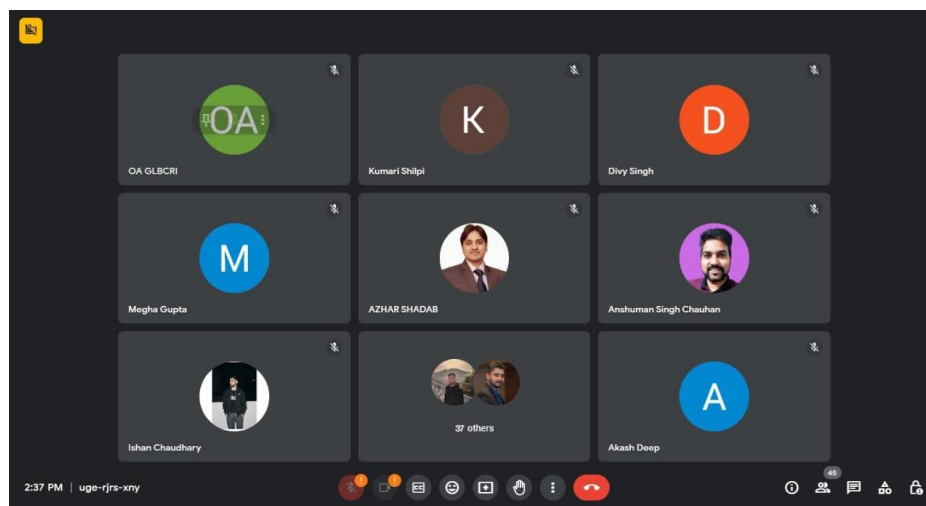 OA
OA GLBCRI
K
Kumari Shilpi
D
Divy Singh
M
Megha Gupta
AZHAR SHADAB
Anshuman Singh Chauhan
Ishan Chaudhary
37 others
A
Akash Deep
2:37 PM | uge-rjrs-xny
CC
45